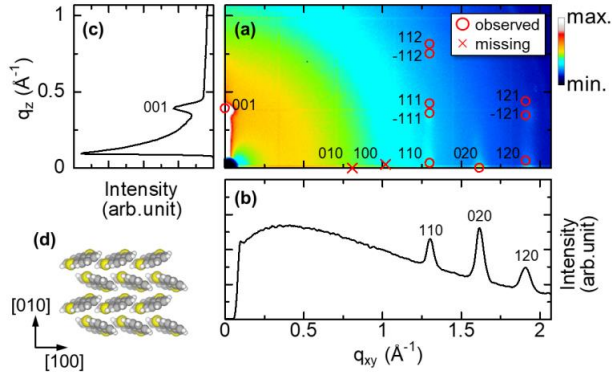 (c)
1
0.5
0
q_z (Å⁻¹)
001
Intensity
(arb.unit)
(a)
observed
missing
max.
min.
112
-112
111
-111
121
-121
001
010 100 110 020 120
(b)
110
020
120
Intensity
(arb.unit)
0 0.5 1 1.5 2
q_xy (Å⁻¹)
(d)
[010]
[100]